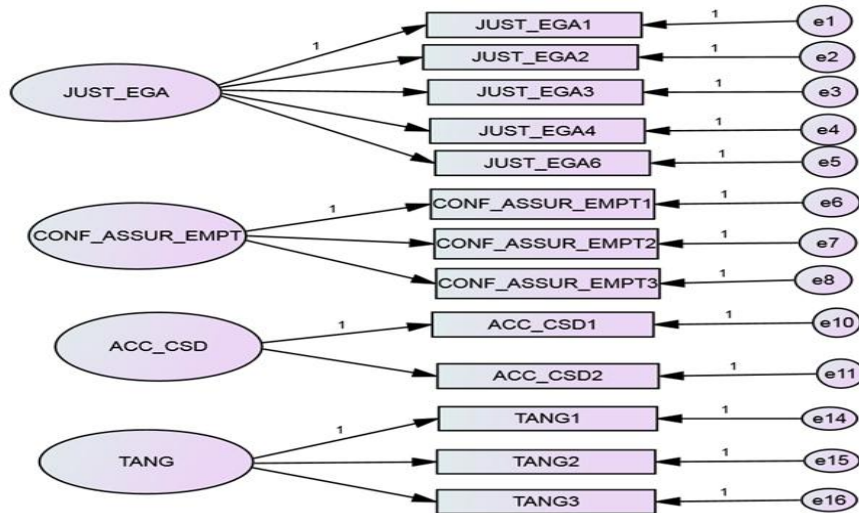 1 JUST_EGA1 1 e1
JUST_EGA2 1 e2
JUST_EGA JUST_EGA3 1 e3
JUST_EGA4 1 e4
JUST_EGA6 1 e5
1 CONF_ASSUR_EMPT1 1 e6
CONF_ASSUR_EMPT CONF_ASSUR_EMPT2 1 e7
CONF_ASSUR_EMPT3 1 e8
1 ACC_CSD1 1 e10
ACC_CSD
ACC_CSD2 1 e11
1 TANG1 1 e14
TANG TANG2 1 e15
TANG3 1 e16